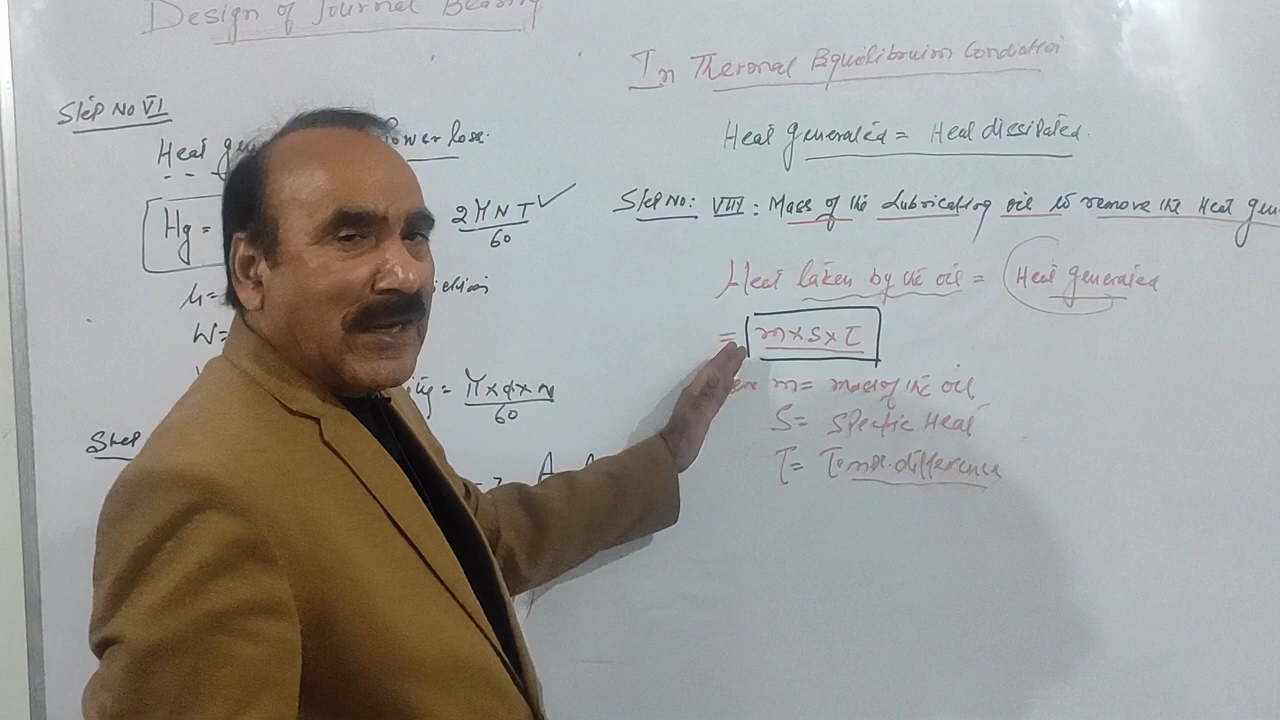 Design of Journal Bearing
Step No VI
Heat Power loss.
Hg = 2πNT ✓
60
μ=
W=
= π×d×N
60
Step
In Thermal Equilibrium Condition
Heat generated = Heat dissipated.
Step No: VIII: Mass of the Lubricating oil to remove the Heat gen
Heat taken by the oil = Heat generated
= m×S×T
m= mass of the oil
S= Specific Heat
T= Temp. difference